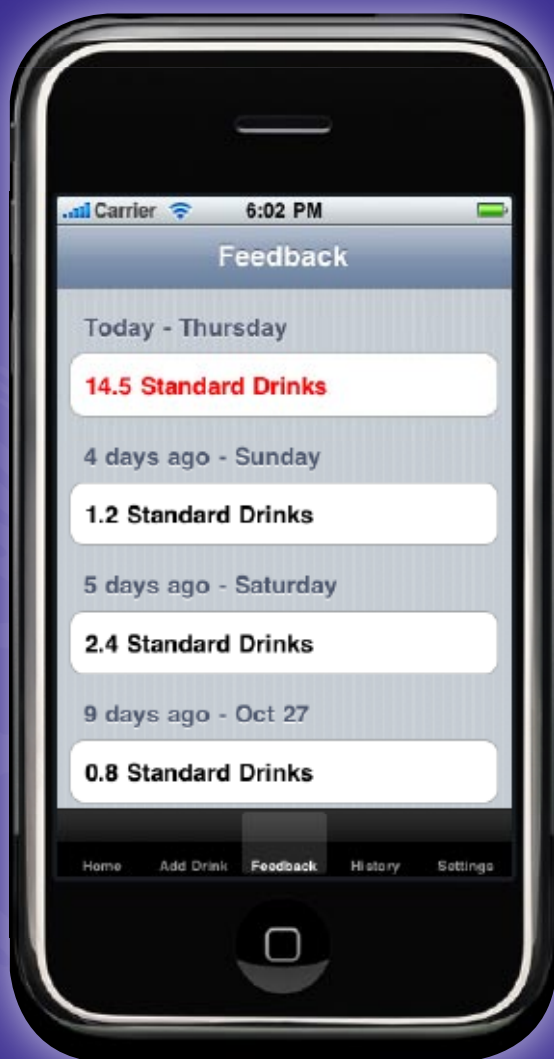 Carrier 6:02 PM
Feedback
Today - Thursday
14.5 Standard Drinks
4 days ago - Sunday
1.2 Standard Drinks
5 days ago - Saturday
2.4 Standard Drinks
9 days ago - Oct 27
0.8 Standard Drinks
Home Add Drink Feedback History Settings